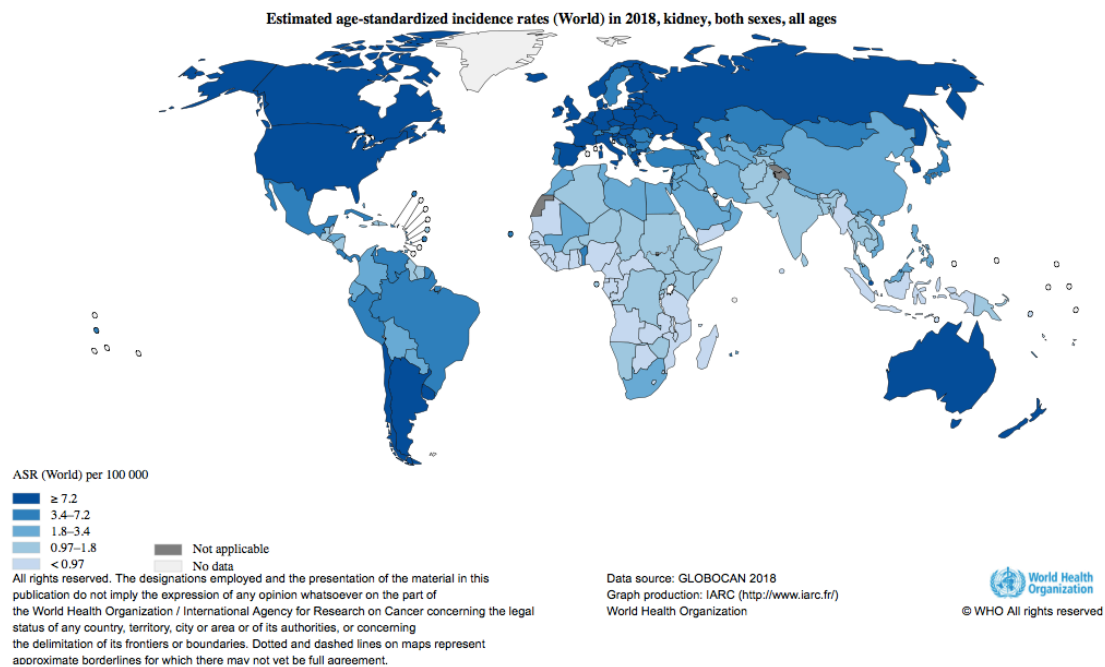 Estimated age-standardized incidence rates (World) in 2018, kidney, both sexes, all ages
ASR (World) per 100 000
≥ 7.2
3.4–7.2
1.8–3.4
0.97–1.8
< 0.97
Not applicable
No data
All rights reserved. The designations employed and the presentation of the material in this
publication do not imply the expression of any opinion whatsoever on the part of
the World Health Organization / International Agency for Research on Cancer concerning the legal
status of any country, territory, city or area or of its authorities, or concerning
the delimitation of its frontiers or boundaries. Dotted and dashed lines on maps represent
approximate borderlines for which there may not yet be full agreement.
Data source: GLOBOCAN 2018
Graph production: IARC (http://www.iarc.fr/)
World Health Organization
World Health
Organization
© WHO All rights reserved